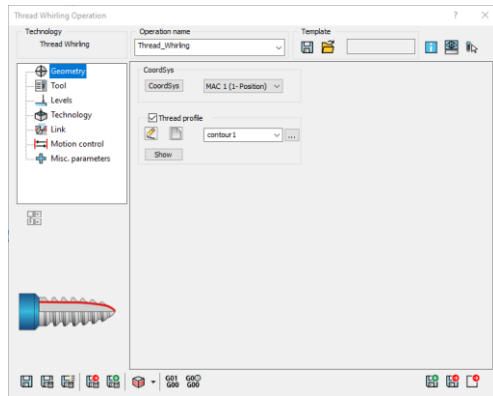 Thread Whirling Operation ? ×
Technology
Thread Whirling
Operation name
Thread_Whirling
Template
Geometry
Tool
Levels
Technology
Link
Motion control
Misc. parameters
CoordSys
CoordSys MAC 1 (1- Position)
Thread profile
contour1 ...
Show
G01 G00
G00 G00